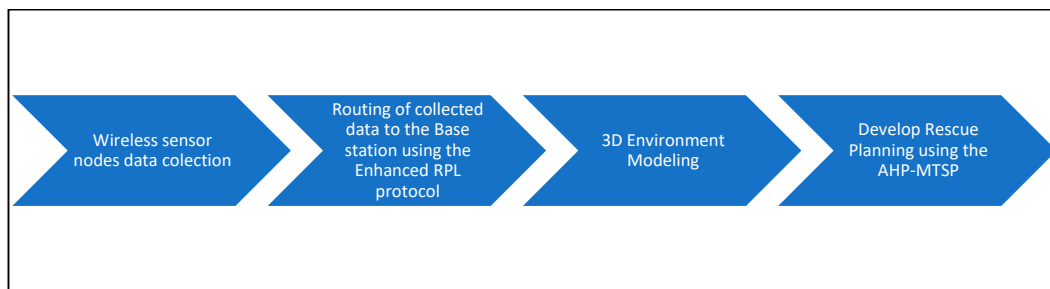 Wireless sensor
nodes data colection
Routing of collected
data to the Base
station using the
Enhanced RPL
protocol
3D Environment
Modeling
Develop Rescue
Planning using the
AHP-MTSP